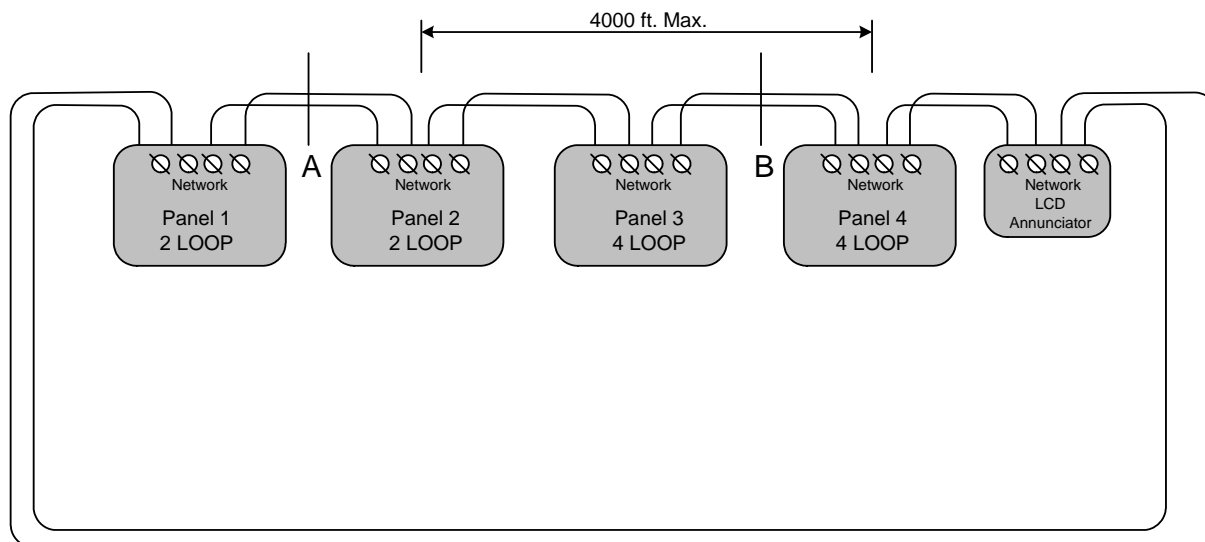 4000 ft. Max.
A
B
Network
Panel 1
2 LOOP
Network
Panel 2
2 LOOP
Network
Panel 3
4 LOOP
Network
Panel 4
4 LOOP
Network
LCD
Annunciator